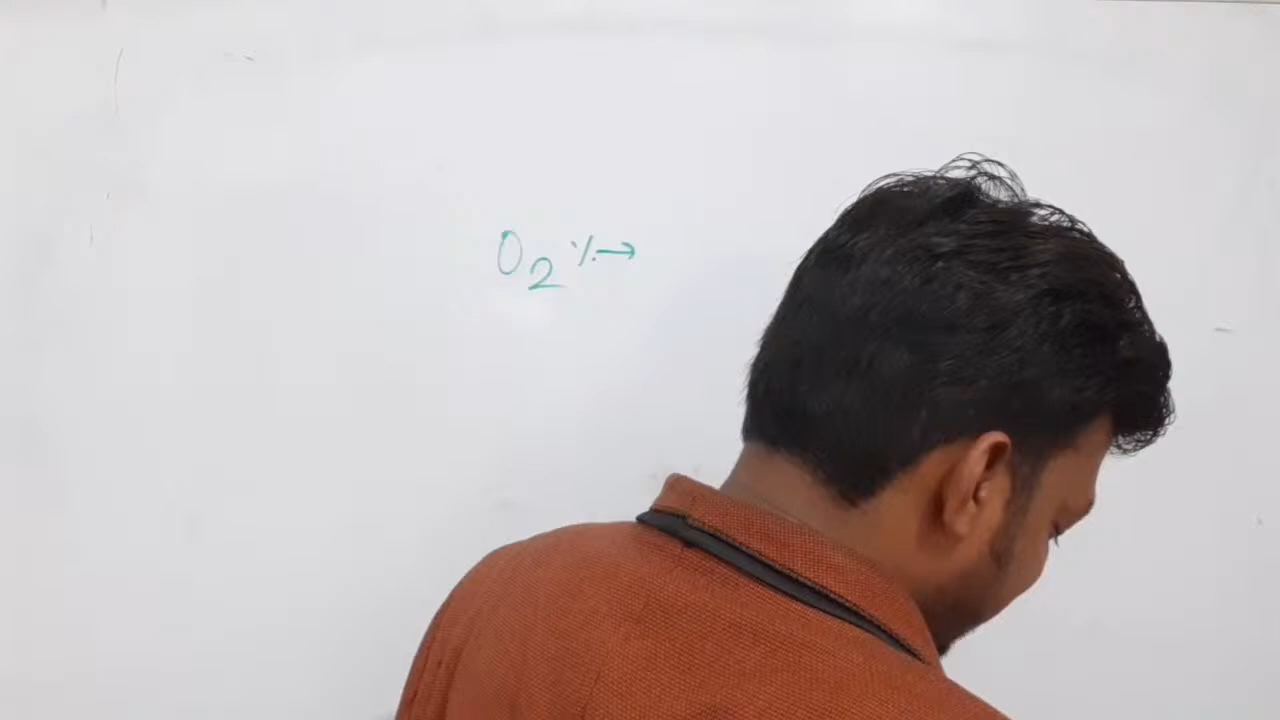 O₂ % →